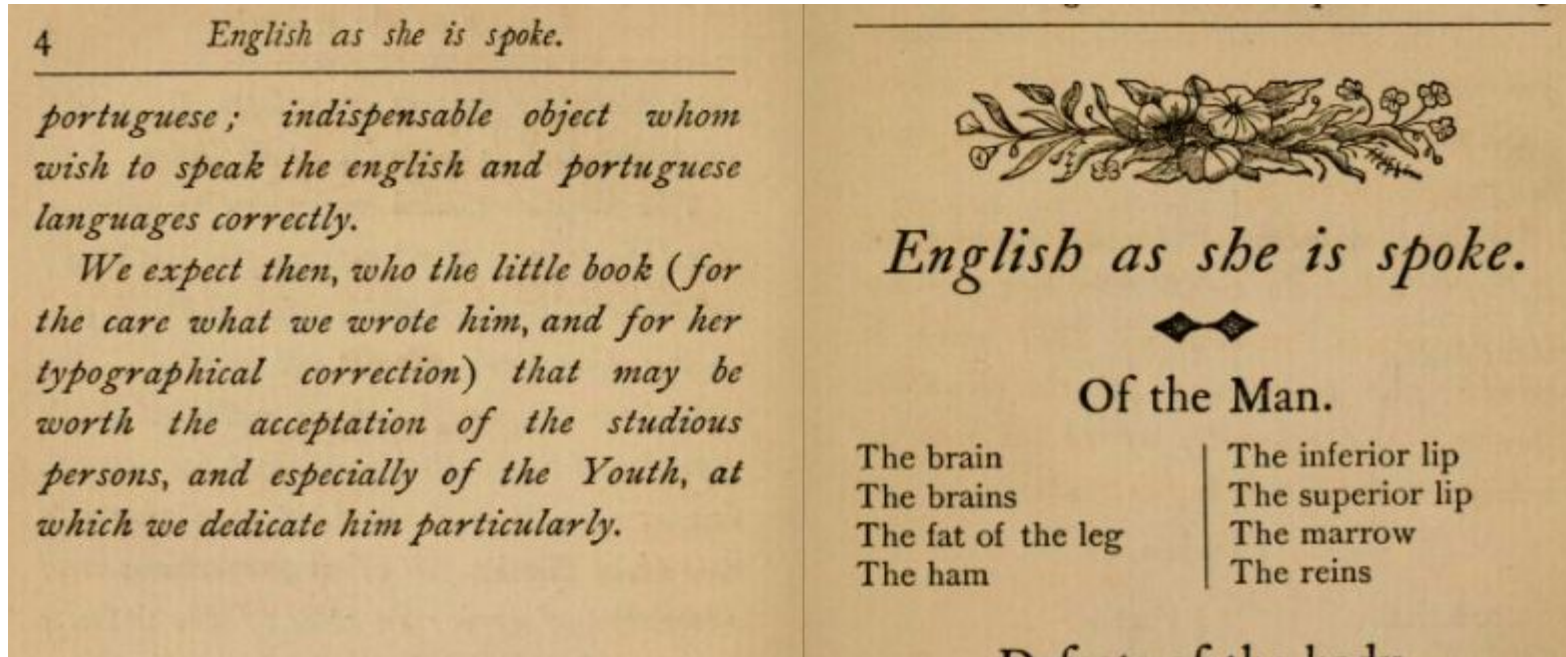 4 English as she is spoke.
portuguese; indispensable object whom
wish to speak the english and portuguese
languages correctly.
We expect then, who the little book (for
the care what we wrote him, and for her
typographical correction) that may be
worth the acceptation of the studious
persons, and especially of the Youth, at
which we dedicate him particularly.
English as she is spoke.
Of the Man.
The brain
The brains
The fat of the leg
The ham
The inferior lip
The superior lip
The marrow
The reins